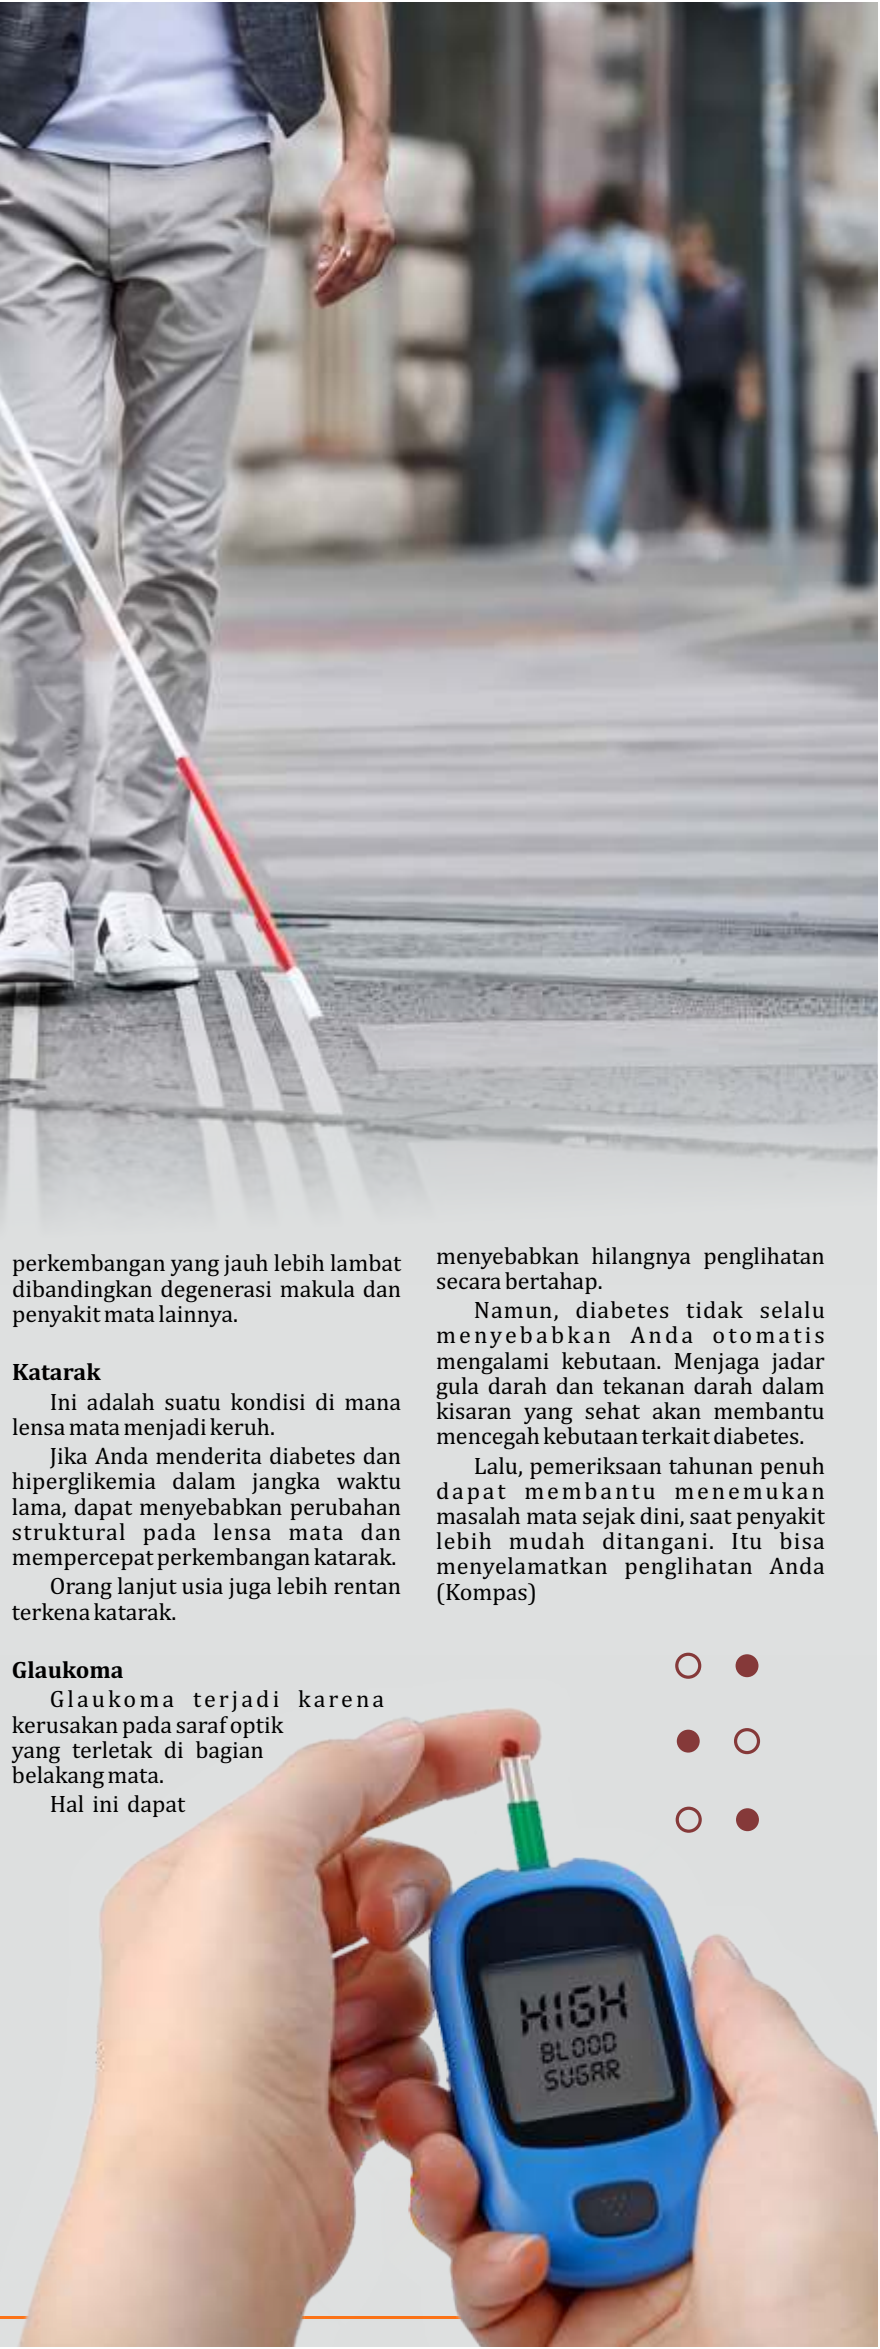 perkembangan yang jauh lebih lambat
dibandingkan degenerasi makula dan
penyakit mata lainnya.
Katarak
Ini adalah suatu kondisi di mana
lensa mata menjadi keruh.
Jika Anda menderita diabetes dan
hiperglikemia dalam jangka waktu
lama, dapat menyebabkan perubahan
struktural pada lensa mata dan
mempercepat perkembangan katarak.
Orang lanjut usia juga lebih rentan
terkena katarak.
Glaukoma
Glaukoma terjadi karena
kerusakan pada saraf optik
yang terletak di bagian
belakang mata.
Hal ini dapat
menyebabkan hilangnya penglihatan
secara bertahap.
Namun, diabetes tidak selalu
menyebabkan Anda otomatis
mengalami kebutaan. Menjaga jadar
gula darah dan tekanan darah dalam
kisaran yang sehat akan membantu
mencegah kebutaan terkait diabetes.
Lalu, pemeriksaan tahunan penuh
dapat membantu menemukan
masalah mata sejak dini, saat penyakit
lebih mudah ditangani. Itu bisa
menyelamatkan penglihatan Anda
(Kompas)
HIGH
BLOOD
SUGAR